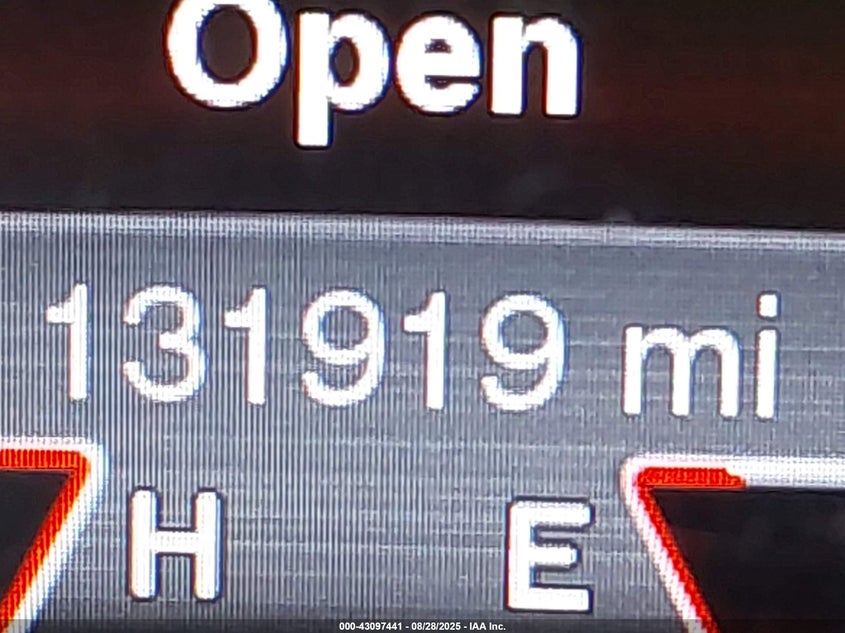 Open
131919 mi
H E
000-43097441 - 08/28/2025 - IAA Inc.